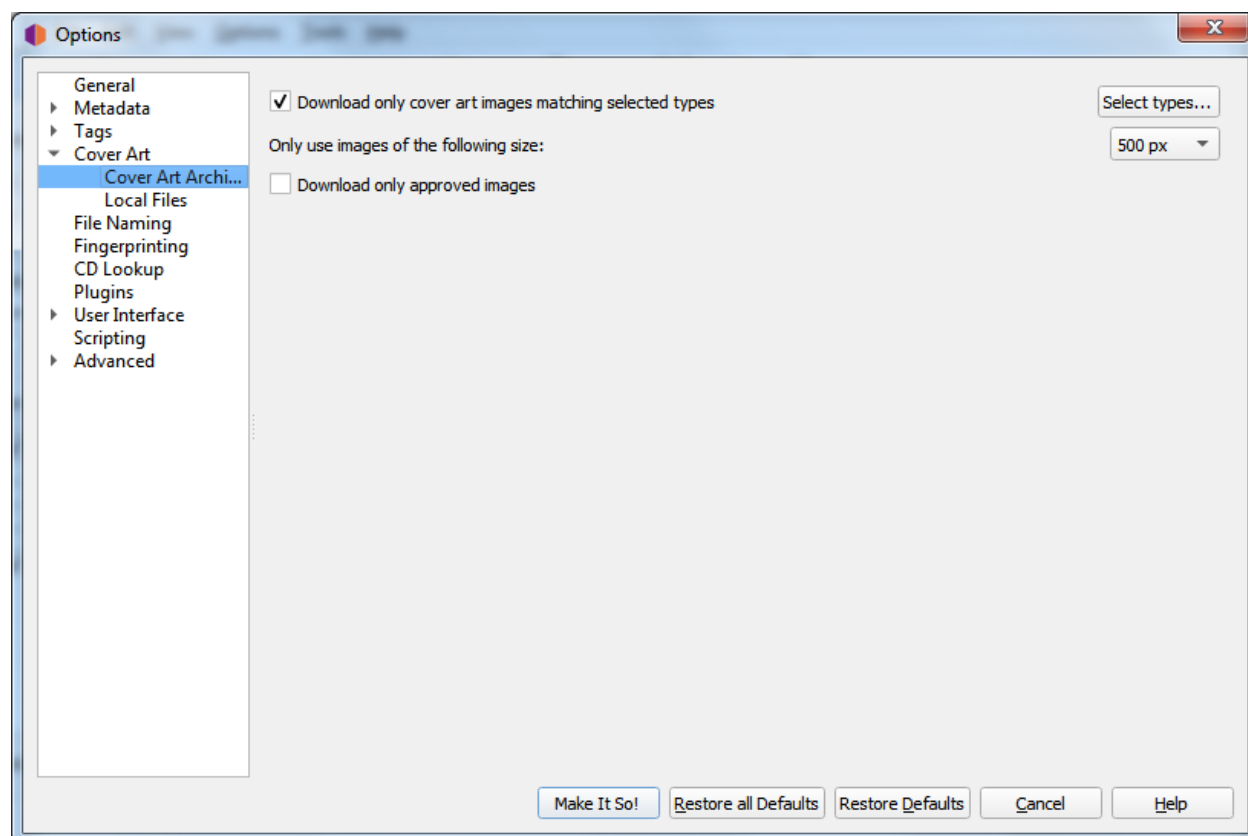 Options
General
Metadata
Tags
Cover Art
Cover Art Archi...
Local Files
File Naming
Fingerprinting
CD Lookup
Plugins
User Interface
Scripting
Advanced
Download only cover art images matching selected types
Select types...
Only use images of the following size:
500 px
Download only approved images
Make It So!
Restore all Defaults
Restore Defaults
Cancel
Help